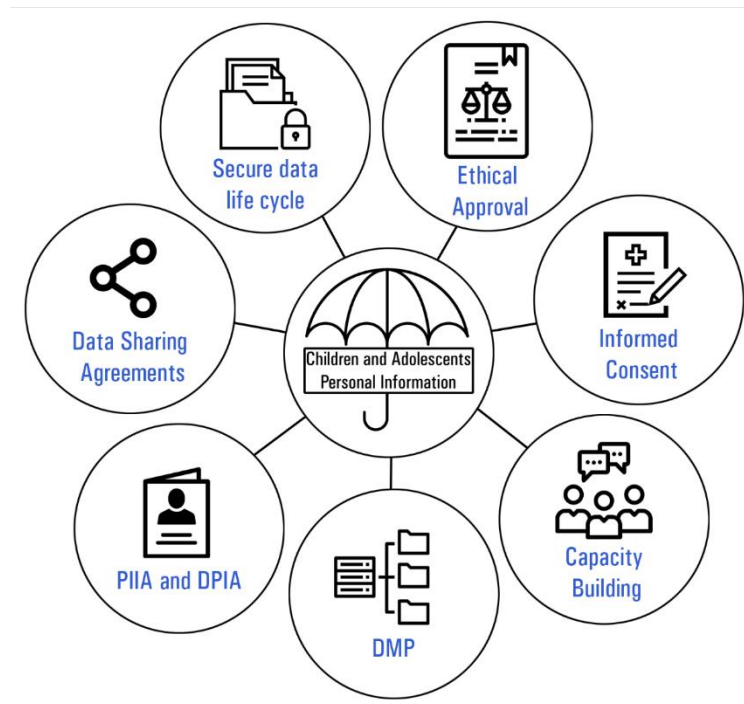 Secure data
life cycle
Ethical
Approval
Data Sharing
Agreements
Children and Adolescents
Personal Information
Informed
Consent
PIIA and DPIA
DMP
Capacity
Building